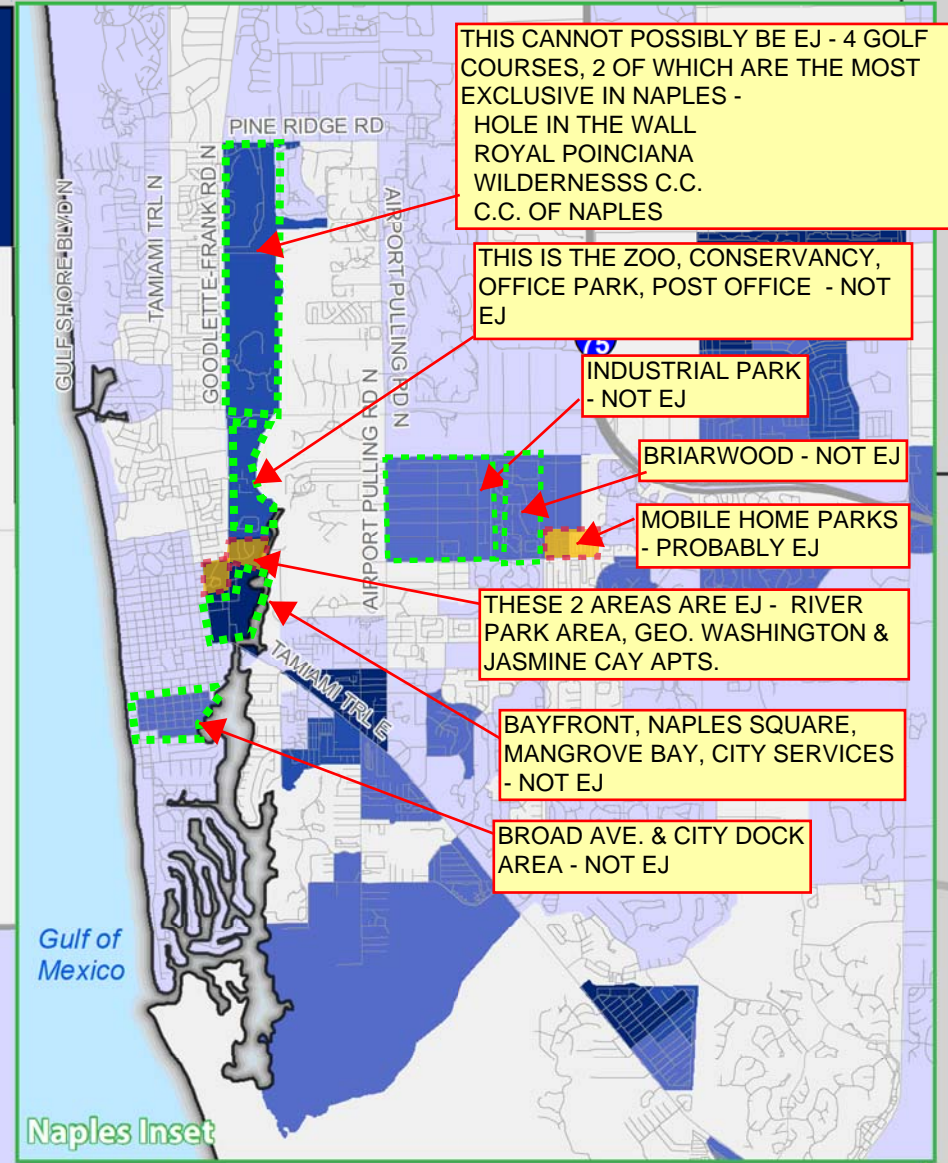 THIS CANNOT POSSIBLY BE EJ - 4 GOLF
COURSES, 2 OF WHICH ARE THE MOST
EXCLUSIVE IN NAPLES -
HOLE IN THE WALL
ROYAL POINCIANA
WILDERNESSS C.C.
C.C. OF NAPLES
PINE RIDGE RD
GULF SHORE BLVD N
TAMIAMI TRL N
GOODLETTE-FRANK RD N
AIRPORT PULLING RD N
THIS IS THE ZOO, CONSERVANCY,
OFFICE PARK, POST OFFICE - NOT
EJ
75
INDUSTRIAL PARK
- NOT EJ
AIRPORT PULLING RD N
BRIARWOOD - NOT EJ
MOBILE HOME PARKS
- PROBABLY EJ
THESE 2 AREAS ARE EJ - RIVER
PARK AREA, GEO. WASHINGTON &
JASMINE CAY APTS.
TAMIAMI TRL E
BAYFRONT, NAPLES SQUARE,
MANGROVE BAY, CITY SERVICES
- NOT EJ
BROAD AVE. & CITY DOCK
AREA - NOT EJ
Gulf of
Mexico
Naples Inset